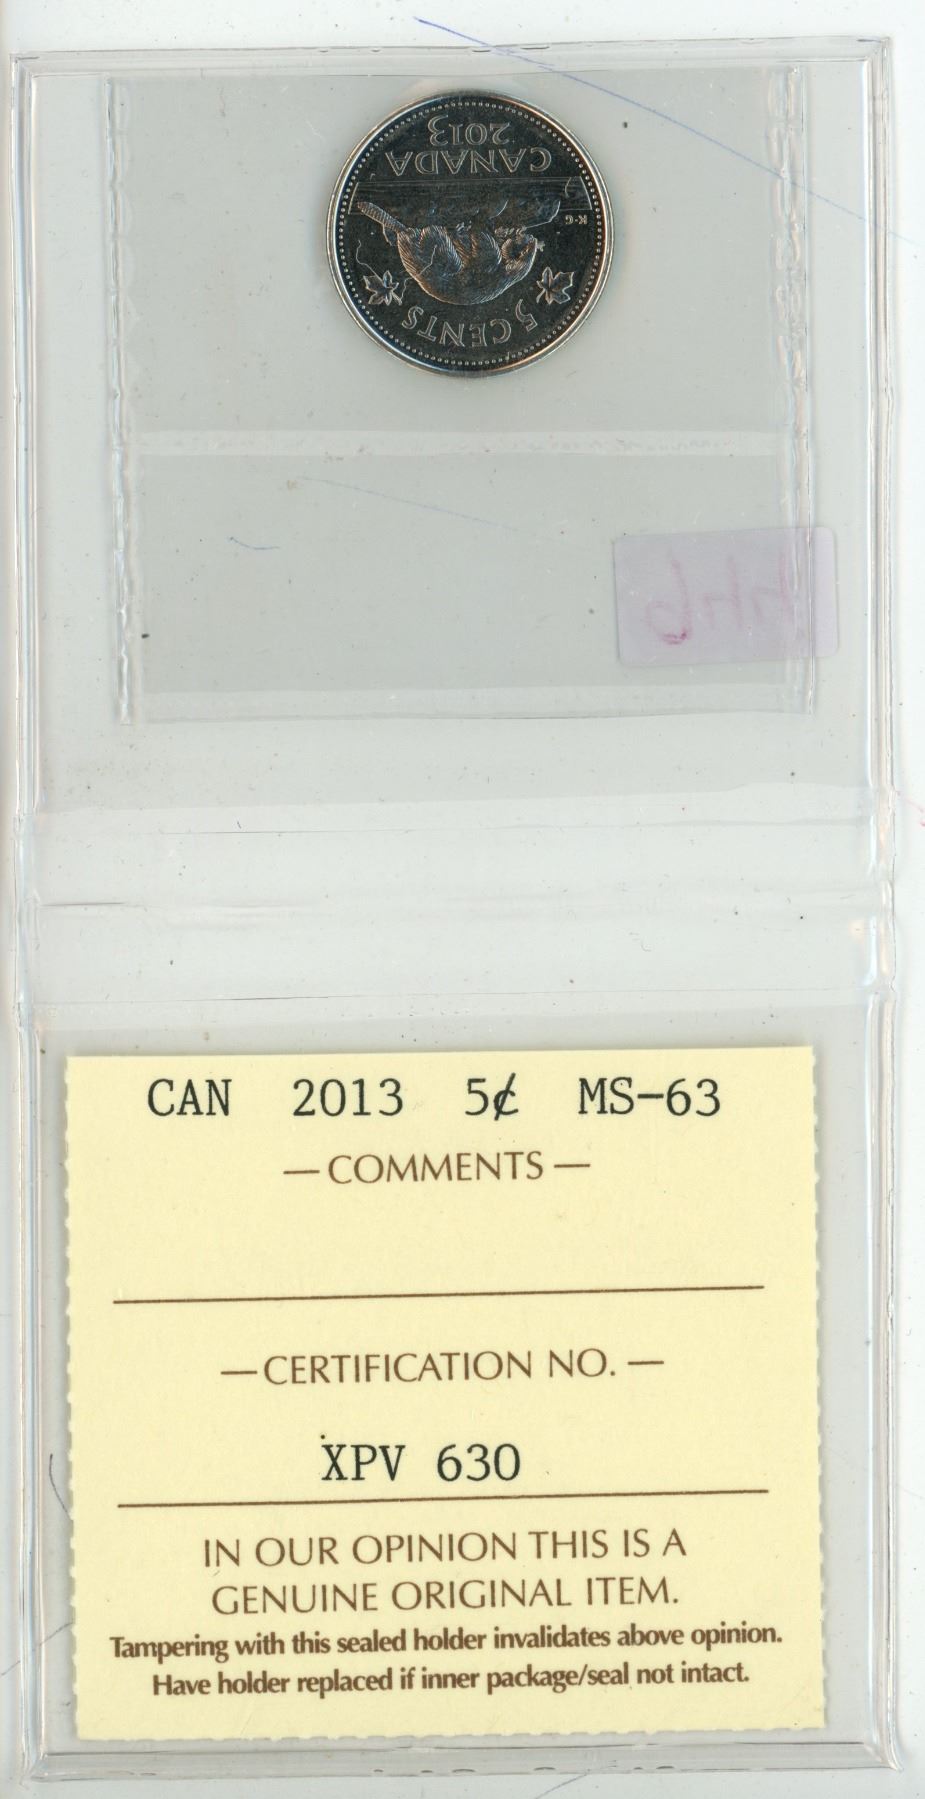 5 CENTS
K·G
CANADA
2013
944
CAN 2013 5¢ MS-63
— COMMENTS —
— CERTIFICATION NO. —
XPV 630
IN OUR OPINION THIS IS A
GENUINE ORIGINAL ITEM.
Tampering with this sealed holder invalidates above opinion.
Have holder replaced if inner package/seal not intact.